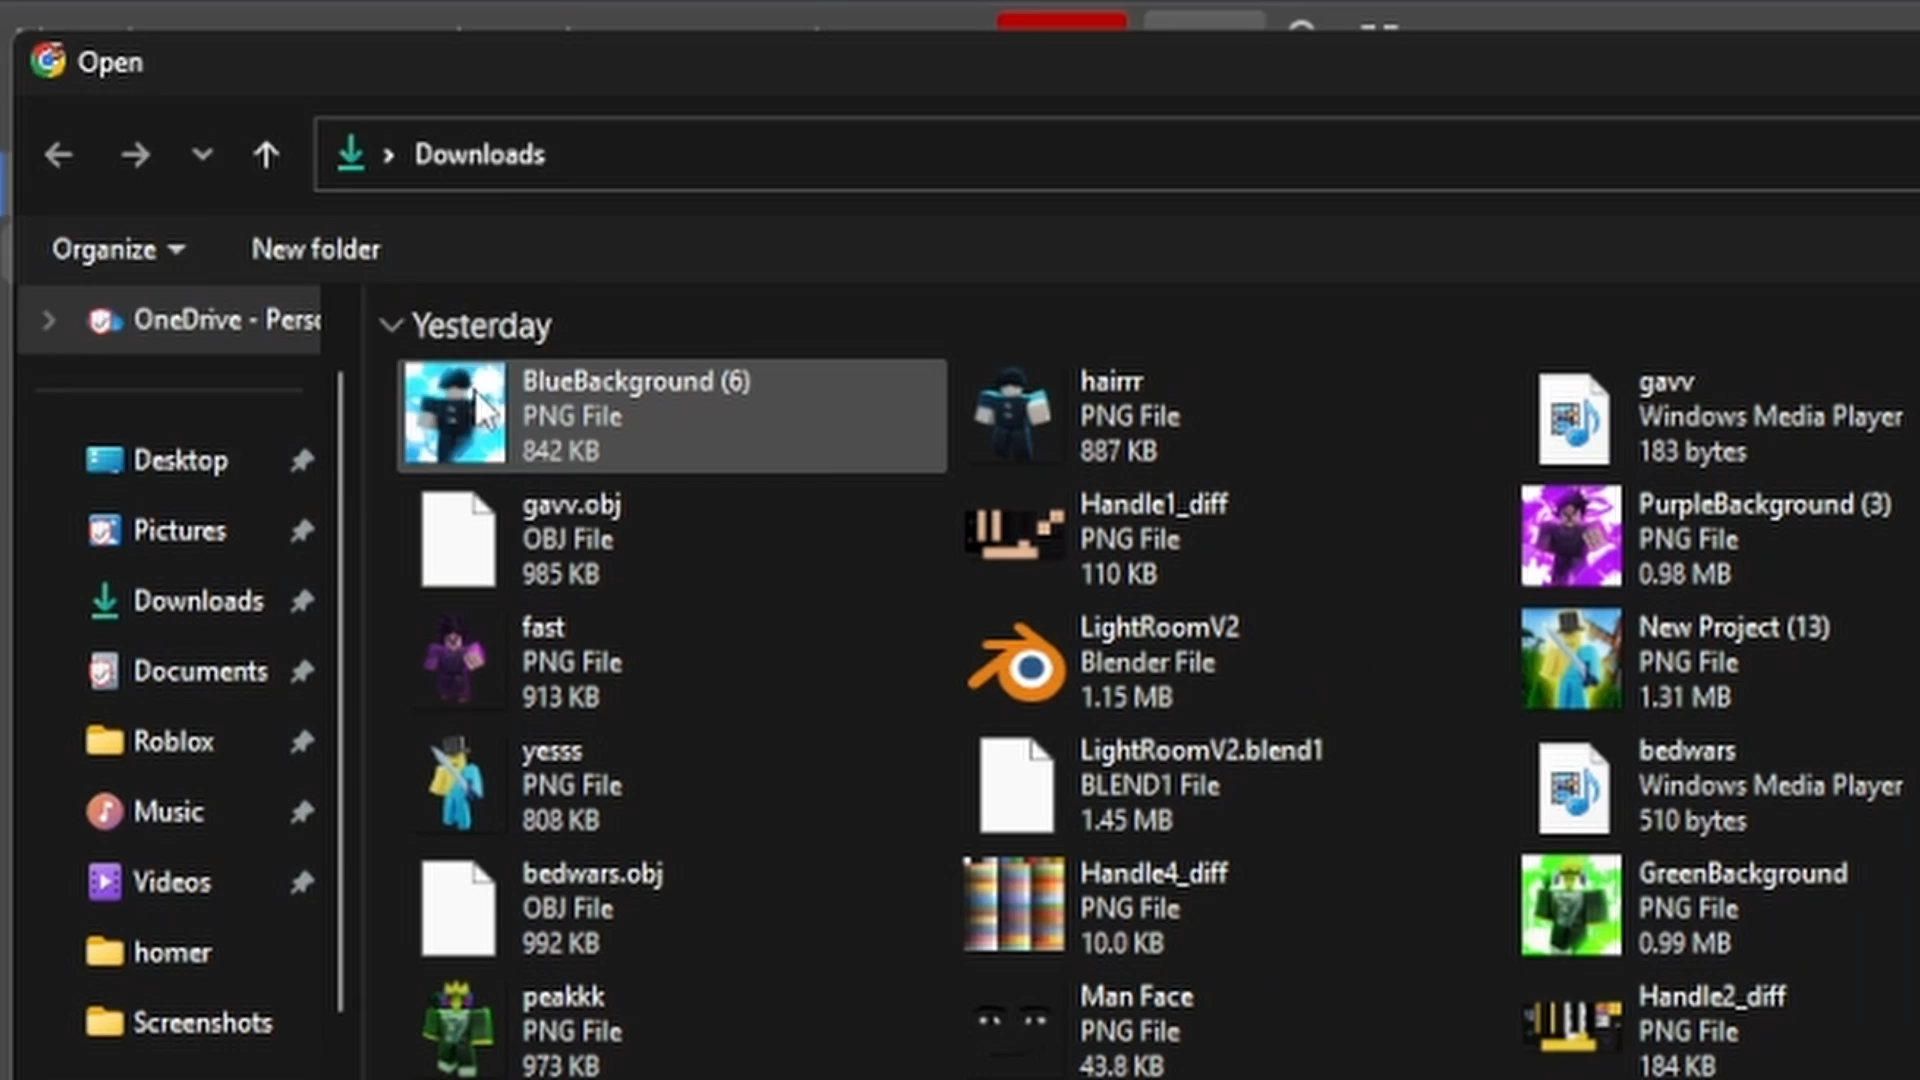 Open
Downloads
Organize
New folder
OneDrive - Perso
Desktop
Pictures
Downloads
Documents
Roblox
Music
Videos
homer
Screenshots
Yesterday
BlueBackground (6)
PNG File
842 KB
hairrr
PNG File
887 KB
gavv
Windows Media Player
183 bytes
gavv.obj
OBJ File
985 KB
Handle1_diff
PNG File
110 KB
PurpleBackground (3)
PNG File
0.98 MB
fast
PNG File
913 KB
LightRoomV2
Blender File
1.15 MB
New Project (13)
PNG File
1.31 MB
yesss
PNG File
808 KB
LightRoomV2.blend1
BLEND1 File
1.45 MB
bedwars
Windows Media Player
510 bytes
bedwars.obj
OBJ File
992 KB
Handle4_diff
PNG File
10.0 KB
GreenBackground
PNG File
0.99 MB
peakkk
PNG File
973 KB
Man Face
PNG File
43.8 KB
Handle2_diff
PNG File
184 KB